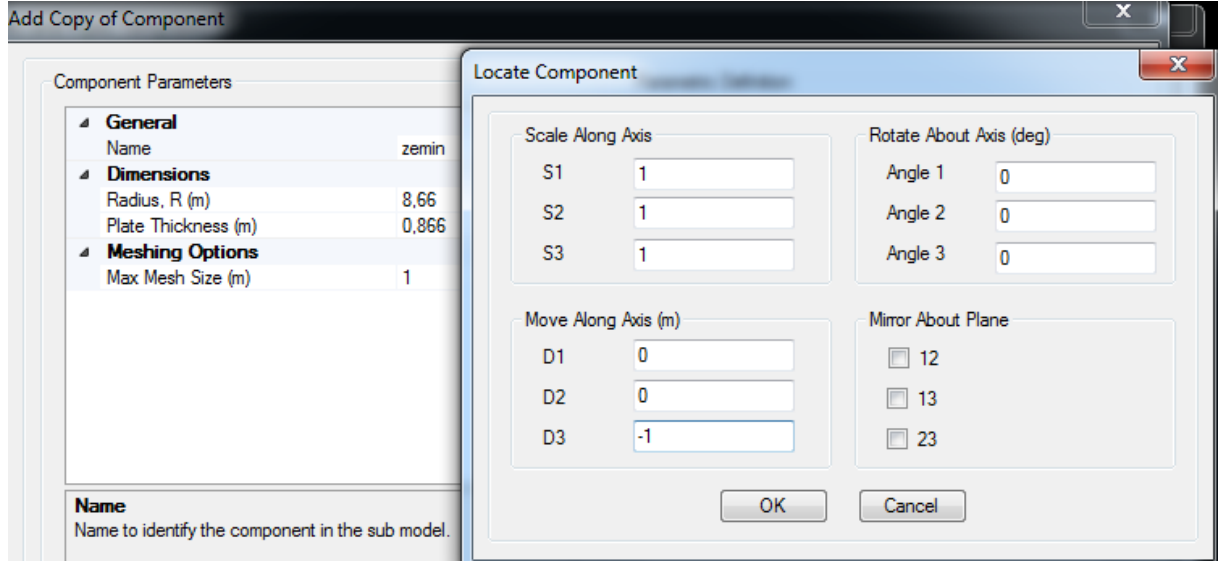 Add Copy of Component
Component Parameters
General
Name zemin
Dimensions
Radius, R (m) 8,66
Plate Thickness (m) 0,866
Meshing Options
Max Mesh Size (m) 1
Name
Name to identify the component in the sub model.
Locate Component
Scale Along Axis
S1 1
S2 1
S3 1
Rotate About Axis (deg)
Angle 1 0
Angle 2 0
Angle 3 0
Move Along Axis (m)
D1 0
D2 0
D3 -1
Mirror About Plane
12
13
23
OK Cancel